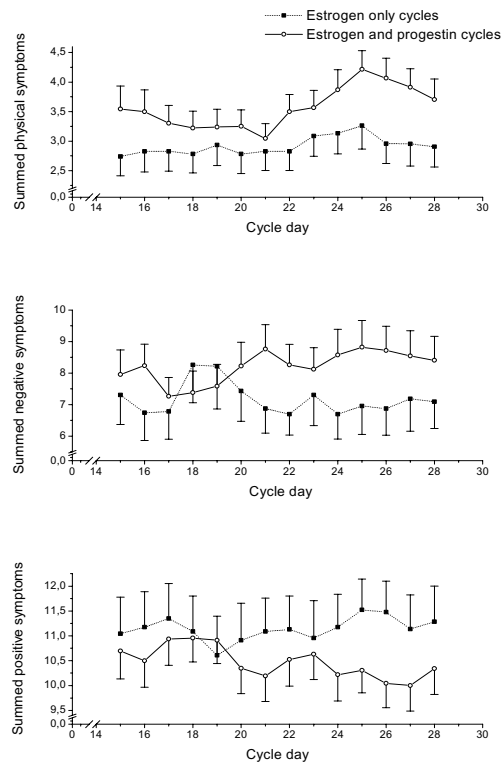 Estrogen only cycles
Estrogen and progestin cycles
Summed physical symptoms
4,5
4,0
3,5
3,0
2,5
0,0
0 14 16 18 20 22 24 26 28 30
Cycle day
Summed negative symptoms
10
9
8
7
6
0,0
0 14 16 18 20 22 24 26 28 30
Cycle day
Summed positive symptoms
12,0
11,5
11,0
10,5
10,0
9,5
0,0
0 14 16 18 20 22 24 26 28 30
Cycle day